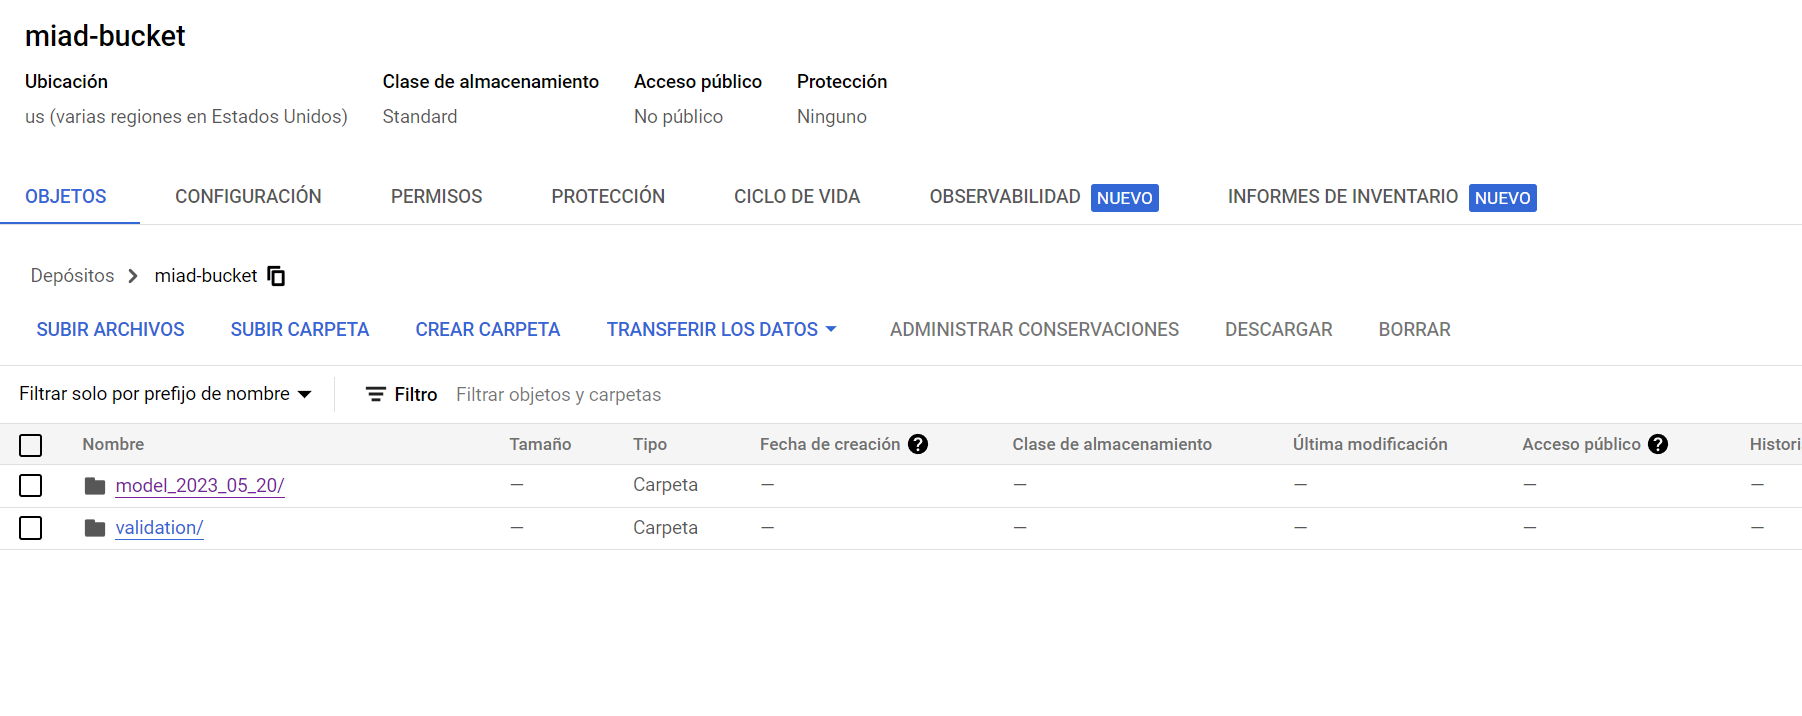 miad-bucket
Ubicación Clase de almacenamiento Acceso público Protección
us (varias regiones en Estados Unidos) Standard No público Ninguno
OBJETOS CONFIGURACIÓN PERMISOS PROTECCIÓN CICLO DE VIDA OBSERVABILIDAD NUEVO INFORMES DE INVENTARIO NUEVO
Depósitos miad-bucket
SUBIR ARCHIVOS SUBIR CARPETA CREAR CARPETA TRANSFERIR LOS DATOS ADMINISTRAR CONSERVACIONES DESCARGAR BORRAR
Filtrar solo por prefijo de nombre Filtro Filtrar objetos y carpetas
Nombre Tamaño Tipo Fecha de creación ? Clase de almacenamiento Última modificación Acceso público ? Histori
model_2023_05_20/ — Carpeta — — — — —
validation/ — Carpeta — — — — —